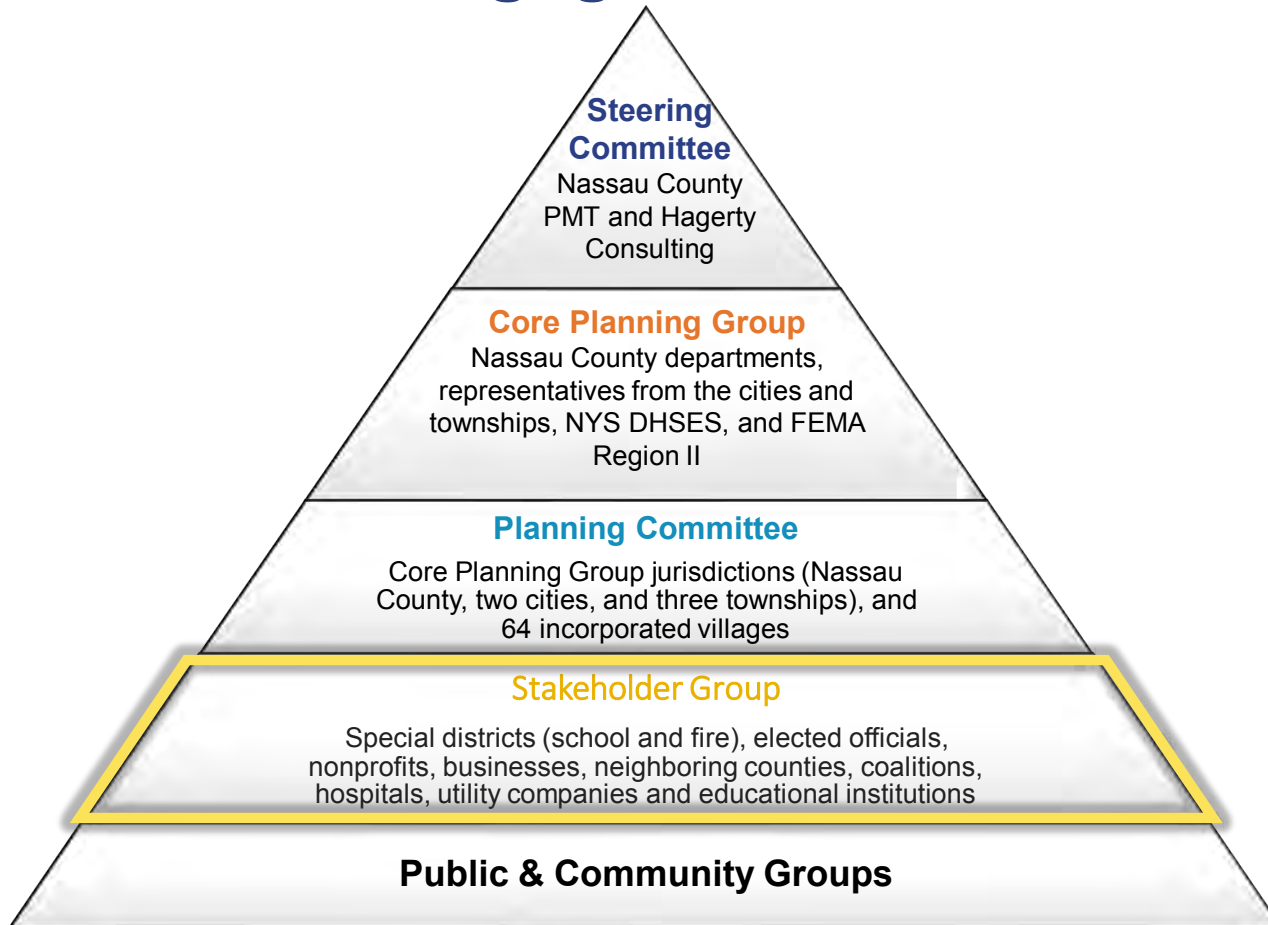 Steering
Committee
Nassau County
PMT and Hagerty
Consulting
Core Planning Group
Nassau County departments,
representatives from the cities and
townships, NYS DHSES, and FEMA
Region II
Planning Committee
Core Planning Group jurisdictions (Nassau
County, two cities, and three townships), and
64 incorporated villages
Stakeholder Group
Special districts (school and fire), elected officials,
nonprofits, businesses, neighboring counties, coalitions,
hospitals, utility companies and educational institutions
Public & Community Groups